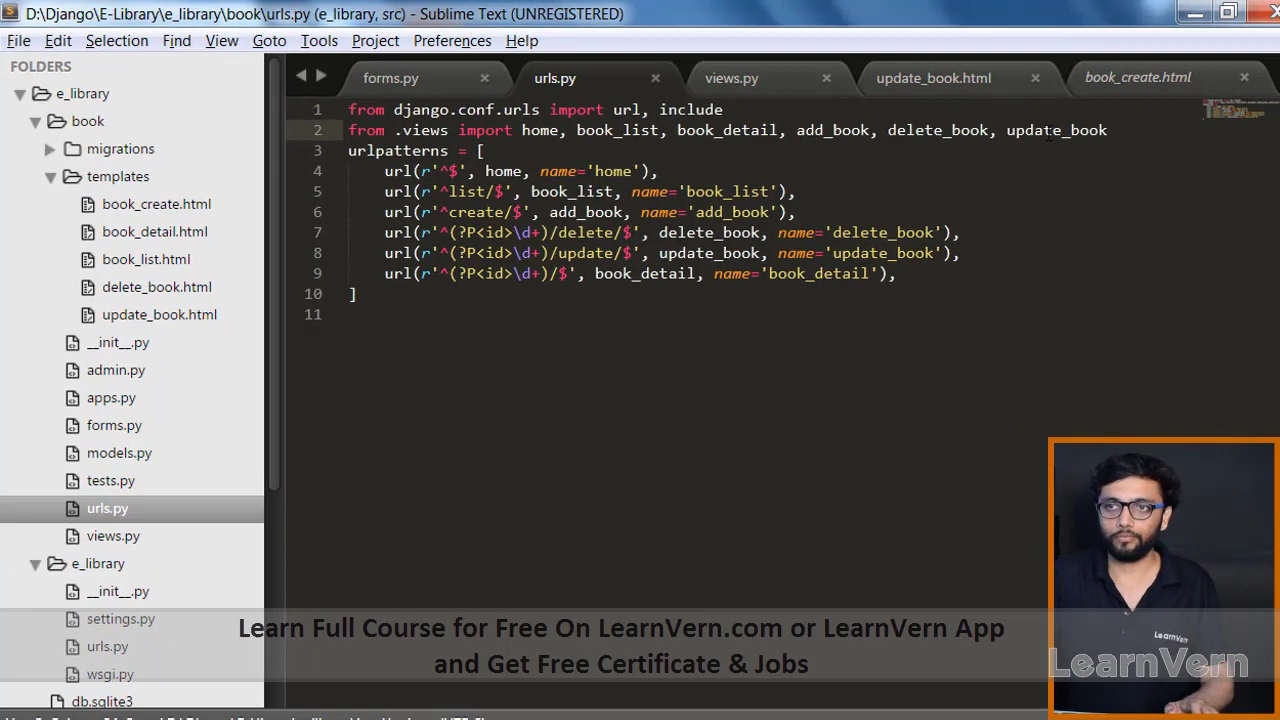 D:\Django\E-Library\e_library\book\urls.py (e_library, src) - Sublime Text (UNREGISTERED)
File Edit Selection Find View Goto Tools Project Preferences Help
FOLDERS
e_library
book
migrations
templates
book_create.html
book_detail.html
book_list.html
delete_book.html
update_book.html
__init__.py
admin.py
apps.py
forms.py
models.py
tests.py
urls.py
views.py
e_library
__init__.py
settings.py
urls.py
wsgi.py
db.sqlite3
forms.py urls.py views.py update_book.html book_create.html
1 from django.conf.urls import url, include
2 from .views import home, book_list, book_detail, add_book, delete_book, update_book
3 urlpatterns = [
4 url(r'^$', home, name='home'),
5 url(r'^list/$', book_list, name='book_list'),
6 url(r'^create/$', add_book, name='add_book'),
7 url(r'^(?P<id>\d+)/delete/$', delete_book, name='delete_book'),
8 url(r'^(?P<id>\d+)/update/$', update_book, name='update_book'),
9 url(r'^(?P<id>\d+)/$', book_detail, name='book_detail'),
10 ]
11
Learn Full Course for Free On LearnVern.com or LearnVern App
and Get Free Certificate & Jobs
LearnVern
LearnVern